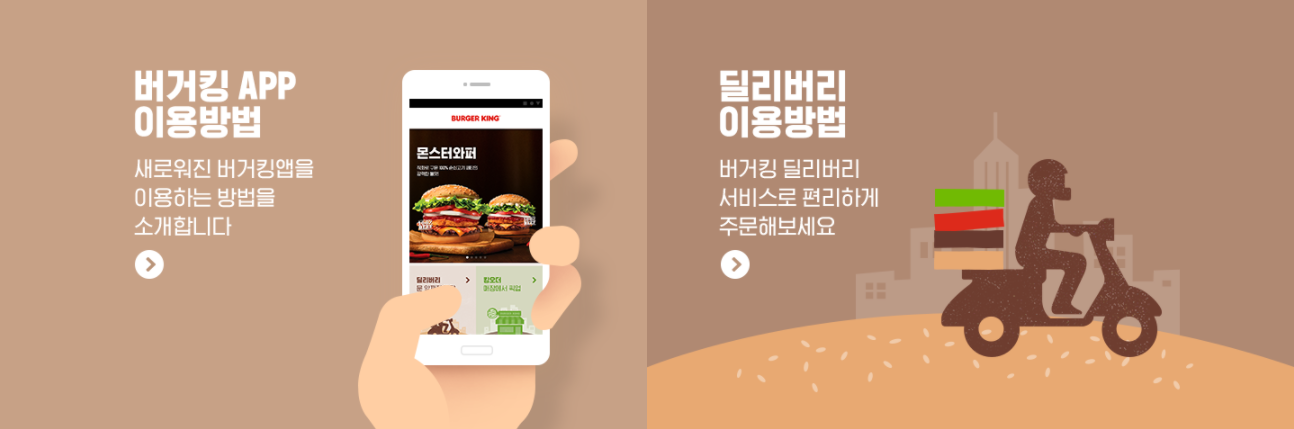 버거킹 APP
이용방법
새로워진 버거킹앱을
이용하는 방법을
소개합니다
BURGER KING
몬스터와퍼
딜리버리
킹오더
매장에서 픽업
딜리버리
이용방법
버거킹 딜리버리
서비스로 편리하게
주문해보세요